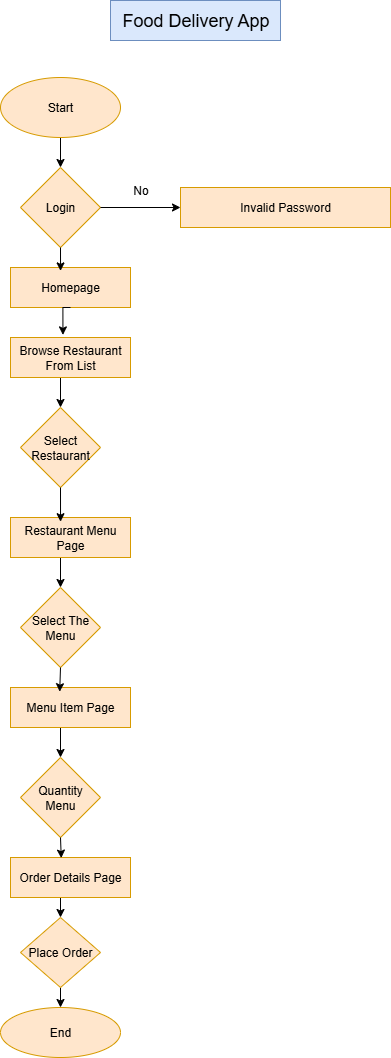 Food Delivery App
Start
Login
No
Invalid Password
Homepage
Browse Restaurant
From List
Select
Restaurant
Restaurant Menu
Page
Select The
Menu
Menu Item Page
Quantity
Menu
Order Details Page
Place Order
End